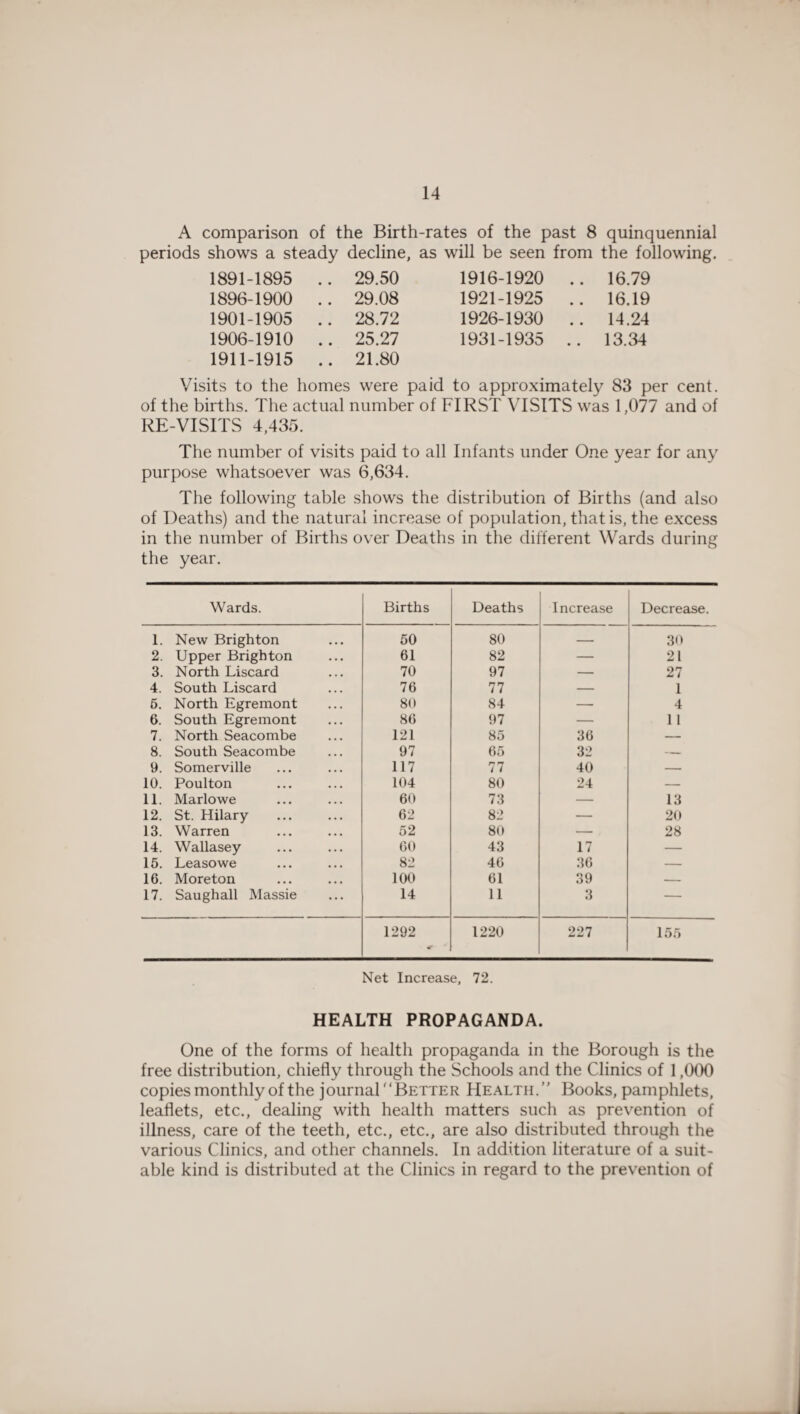 14
A comparison of the Birth-rates of the past 8 quinquennial
periods shows a steady decline, as will be seen from the following.
1891-1895 .. 29.50 1916-1920 .. 16.79
1896-1900 .. 29.08 1921-1925 .. 16.19
1901-1905 .. 28.72 1926-1930 .. 14.24
1906-1910 .. 25.27 1931-1935 .. 13.34
1911-1915 .. 21.80
Visits to the homes were paid to approximately 83 per cent.
of the births. The actual number of FIRST VISITS was 1,077 and of
RE-VISITS 4,435.
The number of visits paid to all Infants under One year for any
purpose whatsoever was 6,634.
The following table shows the distribution of Births (and also
of Deaths) and the natural increase of population, that is, the excess
in the number of Births over Deaths in the different Wards during
the year.
Wards. Births Deaths Increase Decrease.
1. New Brighton ... 50 80 — 30
2. Upper Brighton ... 61 82 — 21
3. North Liscard ... 70 97 — 27
4. South Liscard ... 76 77 — 1
5. North Egremont ... 80 84 — 4
6. South Egremont ... 86 97 — 11
7. North Seacombe ... 121 85 36 —
8. South Seacombe ... 97 65 32 —
9. Somerville ... ... 117 77 40 —
10. Poulton ... ... 104 80 24 —
11. Marlowe ... ... 60 73 — 13
12. St. Hilary ... ... 62 82 — 20
13. Warren ... ... 52 80 — 28
14. Wallasey ... ... 60 43 17 —
15. Leasowe ... ... 82 46 36 —
16. Moreton ... ... 100 61 39 —
17. Saughall Massie ... 14 11 3 —
1292 1220 227 155
Net Increase, 72.
HEALTH PROPAGANDA.
One of the forms of health propaganda in the Borough is the
free distribution, chiefly through the Schools and the Clinics of 1,000
copies monthly of the journal "BETTER HEALTH." Books, pamphlets,
leaflets, etc., dealing with health matters such as prevention of
illness, care of the teeth, etc., etc., are also distributed through the
various Clinics, and other channels. In addition literature of a suit-
able kind is distributed at the Clinics in regard to the prevention of